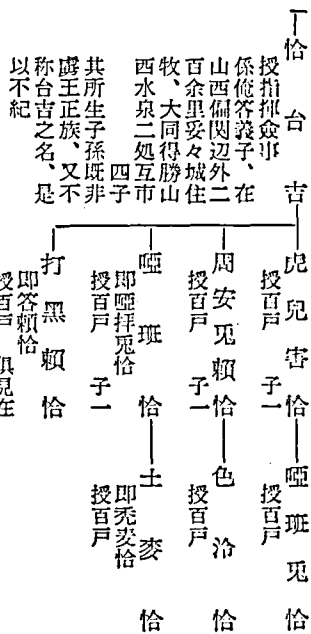 恰台吉
授指揮僉事
係俺答義子、在
山西偏関辺外二
百余里妥々城住
牧、大同得勝山
西水泉二処互市
四子
其所生子孫既非
虜王正族、又不
称台吉之名、是
以不紀
虎兒害恰
授百戸 子一
啞班兎恰
授百戸
周安兎頼恰
授百戸 子一
色冷恰
授百戸
啞班恰
即啞拜兎恰
授百戸 子一
土麥恰
即禿麥恰
授百戸
打黑頼恰
即答頼恰
授百戸 俱見在